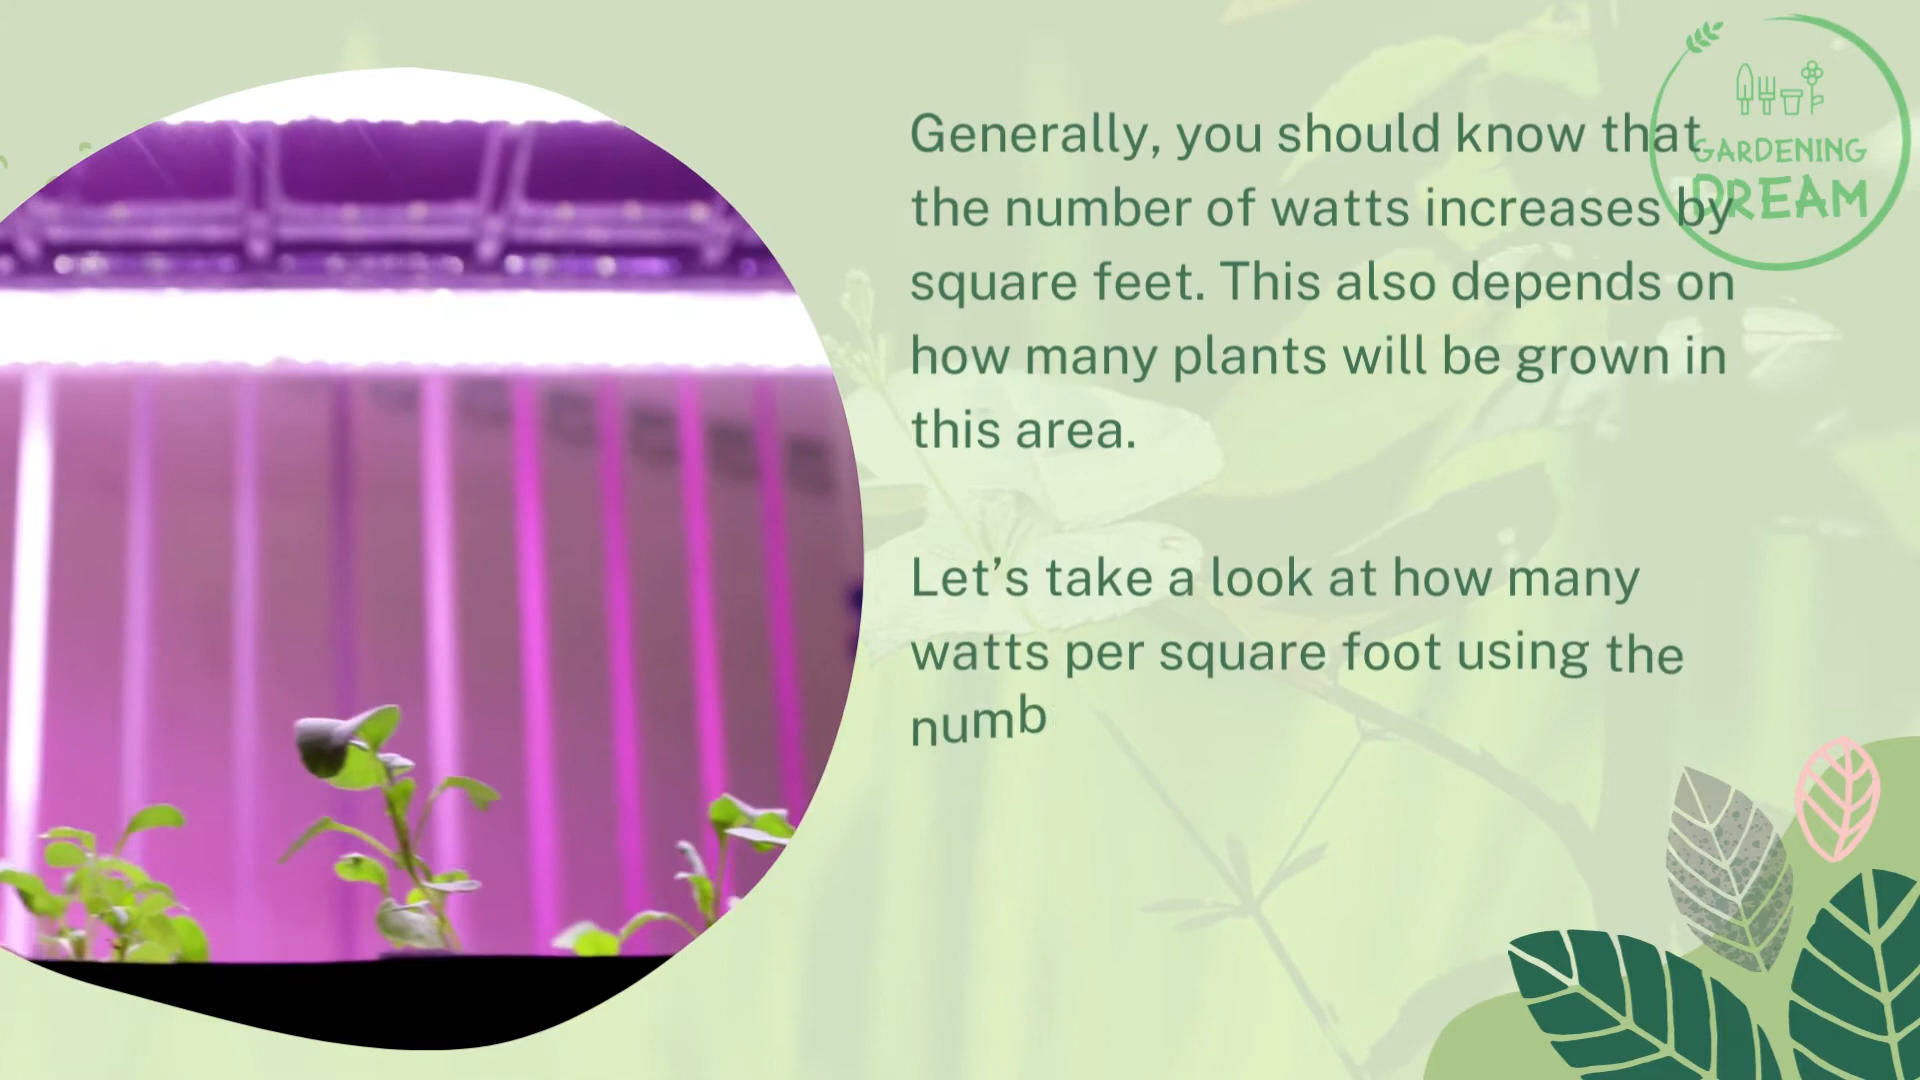 Generally, you should know that
the number of watts increases by
square feet. This also depends on
how many plants will be grown in
this area.
Let’s take a look at how many
watts per square foot using the
numb
GARDENING
DREAM